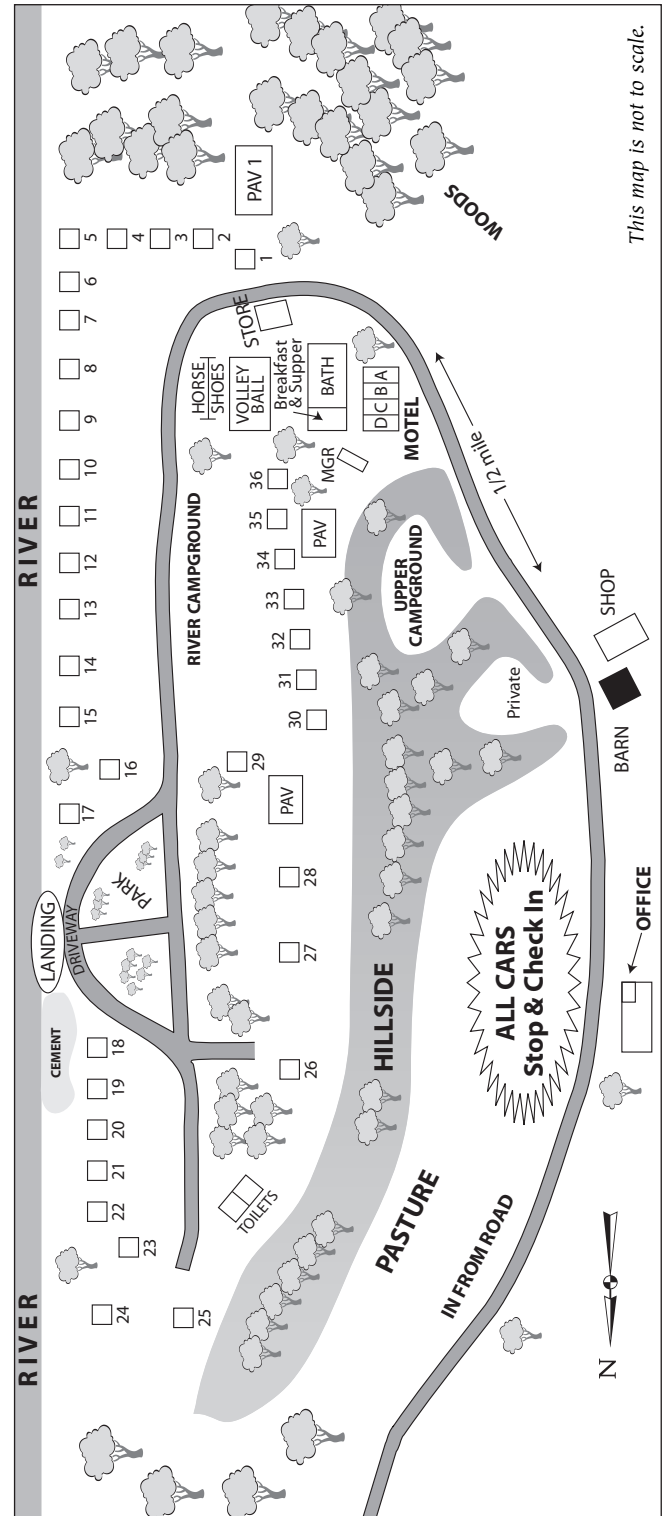 This map is not to scale.
RIVER
RIVER
WOODS
PAV 1
5
4
3
2
1
6
7
8
9
10
11
12
13
14
15
16
17
STORE
HORSE
SHOES
VOLLEY
BALL
Breakfast
& Supper
BATH
D C B A
MOTEL
MGR
1/2 mile
36
35
34
33
32
31
30
29
28
27
26
PAV
PAV
RIVER CAMPGROUND
UPPER
CAMPGROUND
Private
SHOP
BARN
LANDING
DRIVEWAY
PARK
CEMENT
18
19
20
21
22
23
24
25
TOILETS
HILLSIDE
PASTURE
ALL CARS
Stop & Check In
OFFICE
IN FROM ROAD
N